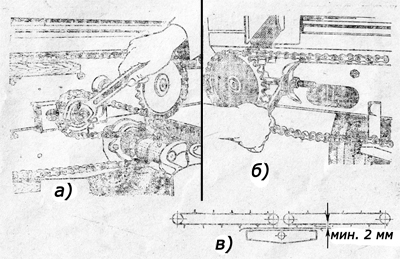 а)
б)
в)
мин. 2 мм